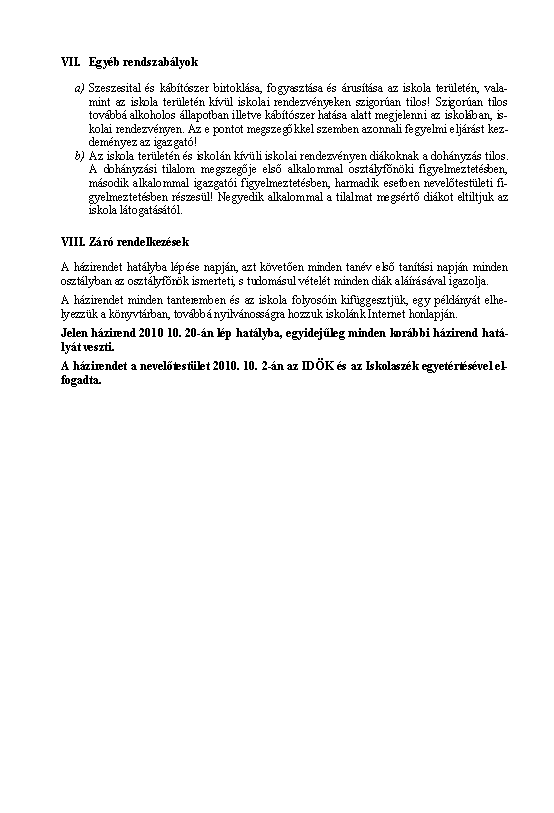 VII. Egyéb rendszabályok
a) Szeszesital és kábítószer birtoklása, fogyasztása és árusítása az iskola területén, vala-
mint az iskola területén kívül iskolai rendezvényeken szigorúan tilos! Szigorúan tilos
továbbá alkoholos állapotban illetve kábítószer hatása alatt megjelenni az iskolában, is-
kolai rendezvényen. Az e pontot megszegőkkel szemben azonnali fegyelmi eljárást kez-
deményez az igazgató!
b) Az iskola területén és iskolán kívüli iskolai rendezvényen diákoknak a dohányzás tilos.
A dohányzási tilalom megszegője első alkalommal osztályfőnöki figyelmeztetésben,
második alkalommal igazgatói figyelmeztetésben, harmadik esetben nevelőtestületi fi-
gyelmeztetésben részesül! Negyedik alkalommal a tilalmat megsértő diákot eltiltjuk az
iskola látogatásától.
VIII. Záró rendelkezések
A házirendet hatályba lépése napján, azt követően minden tanév első tanítási napján minden
osztályban az osztályfőnök ismerteti, s tudomásul vételét minden diák aláírásával igazolja.
A házirendet minden tanteremben és az iskola folyosóin kifüggesztjük, egy példányát elhe-
lyezzük a könyvtárban, továbbá nyilvánosságra hozzuk iskolánk Internet honlapján.
Jelen házirend 2010 10. 20-án lép hatályba, egyidejűleg minden korábbi házirend hatá-
lyát veszti.
A házirendet a nevelőtestület 2010. 10. 2-án az IDÖK és az Iskolaszék egyetértésével el-
fogadta.